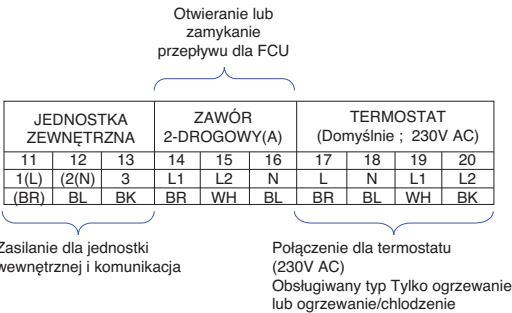 Otwieranie lub
zamykanie
przepływu dla FCU
JEDNOSTKA ZEWNĘTRZNA
ZAWÓR 2-DROGOWY(A)
TERMOSTAT (Domyślnie ; 230V AC)
11 12 13 14 15 16 17 18 19 20
1(L) (2(N) 3 L1 L2 N L N L1 L2
(BR) BL BK BR WH BL BR BL WH BK
Zasilanie dla jednostki
wewnętrznej i komunikacja
Połączenie dla termostatu
(230V AC)
Obsługiwany typ Tylko ogrzewanie
lub ogrzewanie/chlodzenie